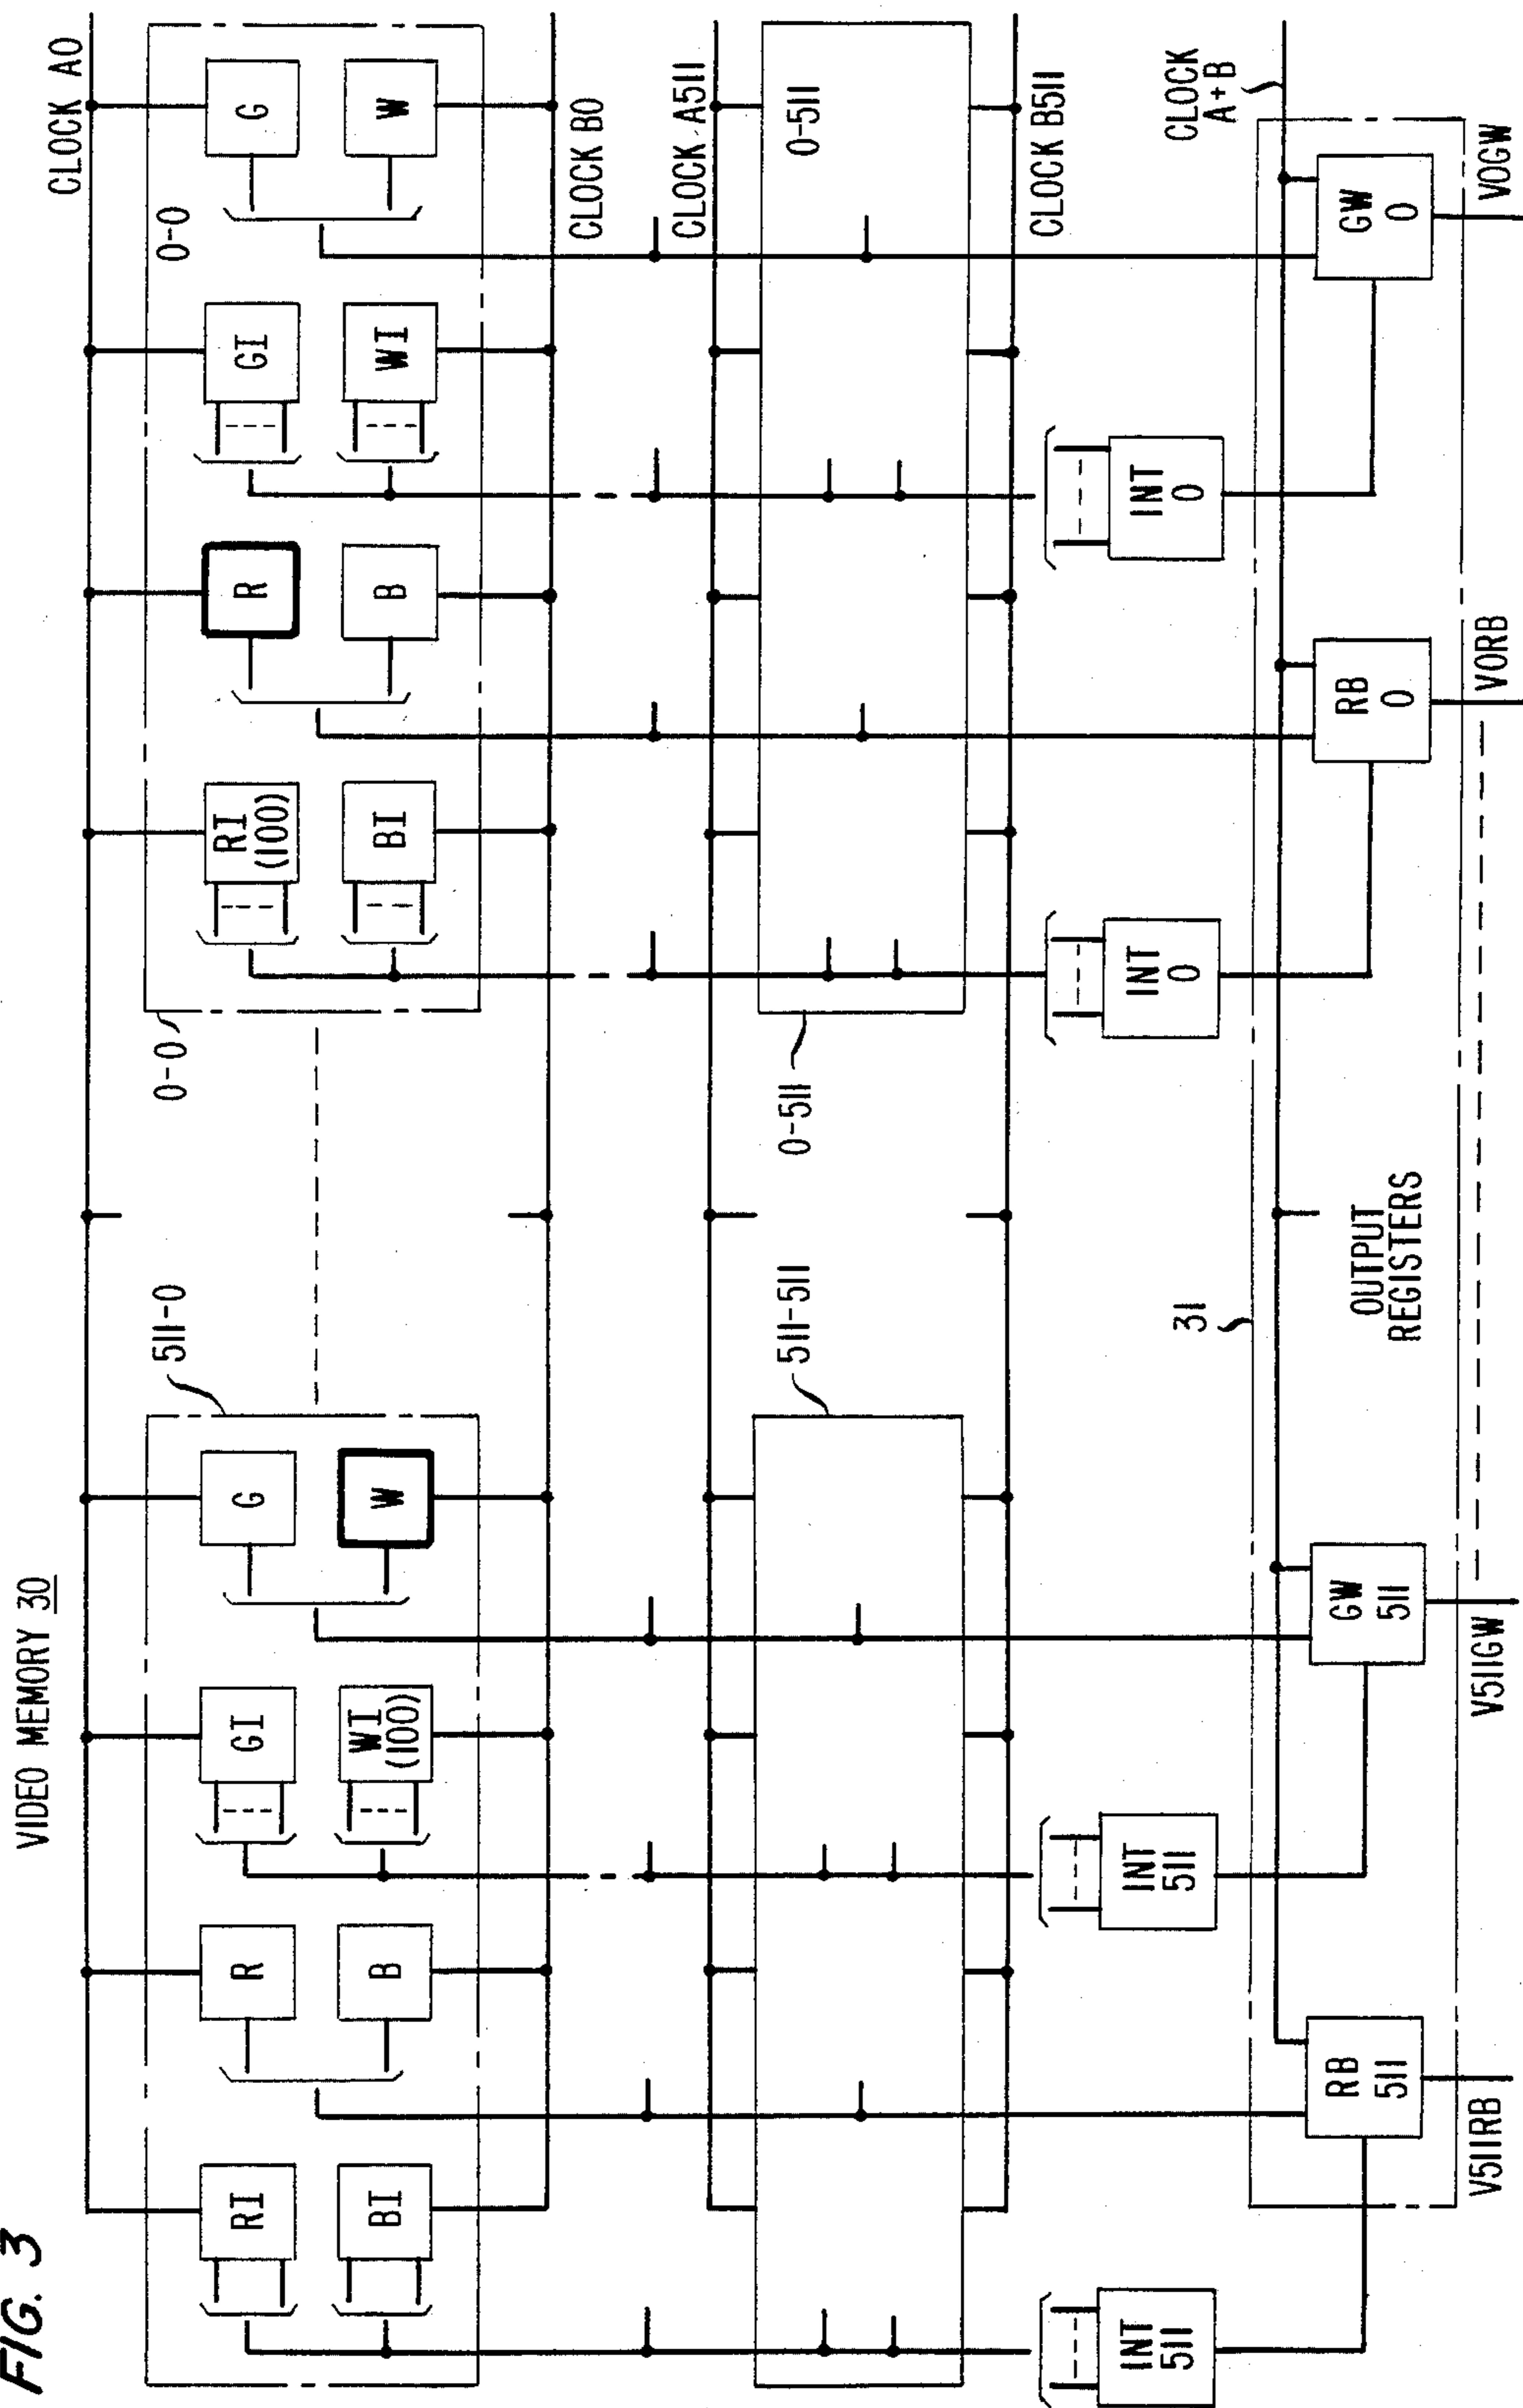 FIG. 3
VIDEO MEMORY 30
CLOCK A0
511-0
0-0
0-0
RI
R
GI
G
RI
(100)
R
GI
G
BI
B
WI
(100)
W
BI
B
WI
W
CLOCK B0
CLOCK A511
511-511
0-511
0-511
CLOCK B511
INT
511
INT
511
INT
0
INT
0
31
CLOCK
A+B
RB
511
GW
511
OUTPUT
REGISTERS
RB
0
GW
0
V511RB
V511GW
VORB
VOGW